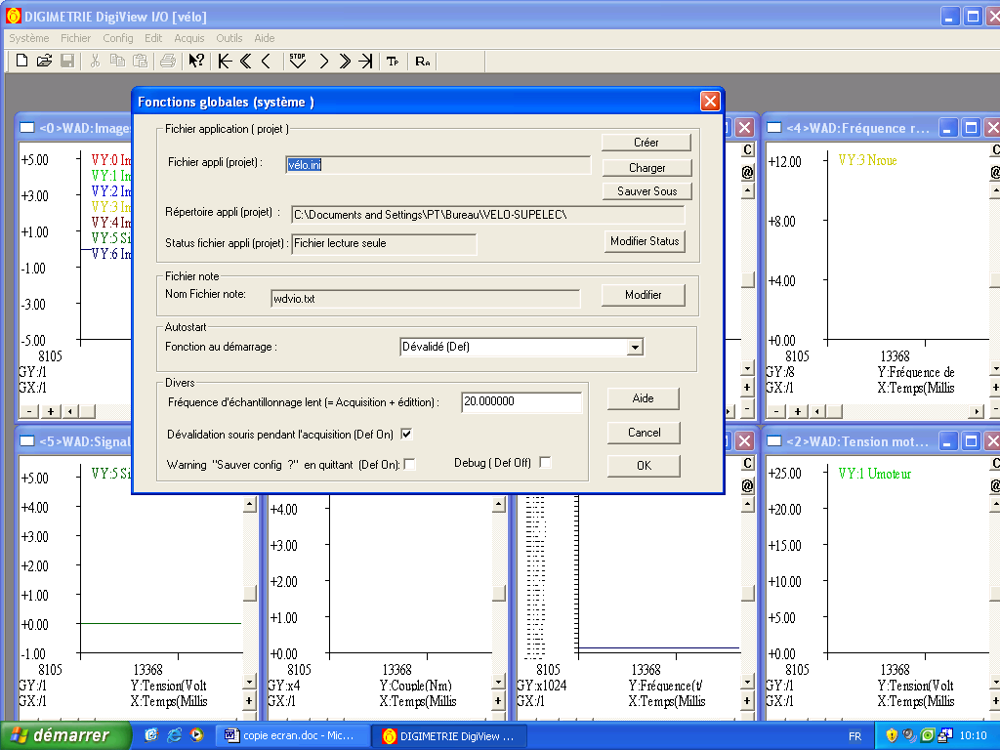 DIGIMETRIE DigiView I/O [vélo]
Système Fichier Config Edit Acquis Outils Aide
STOP TP RA
Fonctions globales (système )
Fichier application ( projet )
Fichier appli (projet) : vélo.ini
Créer
Charger
Sauver Sous
Répertoire appli (projet) : C:\Documents and Settings\PT\Bureau\VELO-SUPELEC\
Status fichier appli (projet) : Fichier lecture seule
Modifier Status
Fichier note
Nom Fichier note: wdvio.txt
Modifier
Autostart
Fonction au démarrage : Dévalidé (Def)
Divers
Fréquence d'échantillonnage lent (= Acquisition + édittion) : 20.000000
Dévalidation souris pendant l'acquisition (Def On)
Warning "Sauver config ?" en quittant (Def On):
Debug ( Def Off)
Aide
Cancel
OK
<0>WAD:Images
+5.00
+3.00
+1.00
-1.00
-3.00
-5.00
VY:0 Im
VY:1 Im
VY:2 Im
VY:3 Im
VY:4 Im
VY:5 Si
VY:6 Im
8105
GY:/1
GX:/1
<4>WAD:Fréquence r...
C
@
+12.00
+8.00
+4.00
+0.00
VY:3 Nroue
8105 13368
GY:/8 Y:Fréquence de
GX:/1 X:Temps(Millis
<5>WAD:Signal
+5.00
+4.00
+3.00
+2.00
+1.00
+0.00
-1.00
VY:5 Si
8105 13368
GY:/1 Y:Tension(Volt
GX:/1 X:Temps(Millis
+4.00
+3.00
+2.00
+1.00
+0.00
8105 13368
GY:x4 Y:Couple(Nm)
GX:/1 X:Temps(Millis
8105 13368
GY:x1024 Y:Fréquence(t/
GX:/1 X:Temps(Millis
<2>WAD:Tension mot...
C
@
+25.00
+20.00
+15.00
+10.00
+5.00
+0.00
VY:1 Umoteur
8105 13368
GY:/1 Y:Tension(Volt
GX:/1 X:Temps(Millis
démarrer
copie ecran.doc - Mic...
DIGIMETRIE DigiView ...
FR
10:10